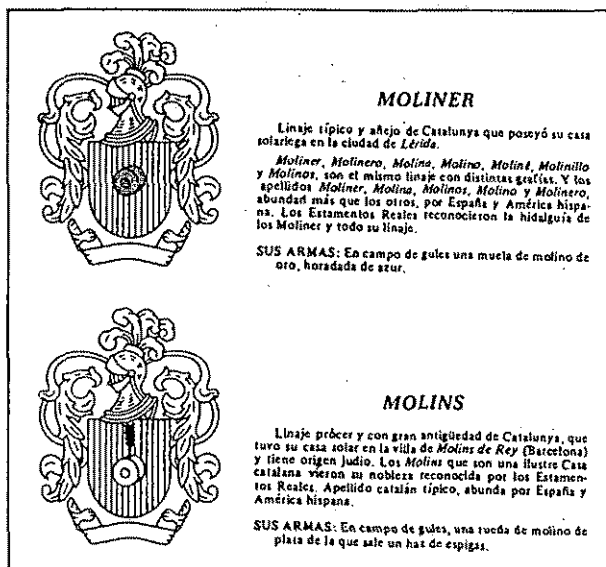 MOLINER
Linaje típico y añejo de Catalunya que poseyó su casa
solariega en la ciudad de Lérida.
Moliner, Molinero, Molina, Molino, Moliné, Molinillo
y Molinos, son el mismo linaje con distintas grafías. Y los
apellidos Moliner, Molina, Molinos, Molino y Molinero,
abundad más que los otros, por España y América hispa-
na. Los Estamentos Reales reconocieron la hidalguía de
los Moliner y todo su linaje.
SUS ARMAS: En campo de gules una muela de molino de
oro, horadada de azur.
MOLINS
Linaje prócer y con gran antigüedad de Catalunya, que
tuvo su casa solar en la villa de Molins de Rey (Barcelona)
y tiene origen Judío. Los Molins que son una ilustre Casa
catalana vieron su nobleza reconocida por los Estamen-
tos Reales. Apellido catalán típico, abunda por España y
América hispana.
SUS ARMAS: En campo de gules, una rueda de molino de
plata de la que sale un haz de espigas.